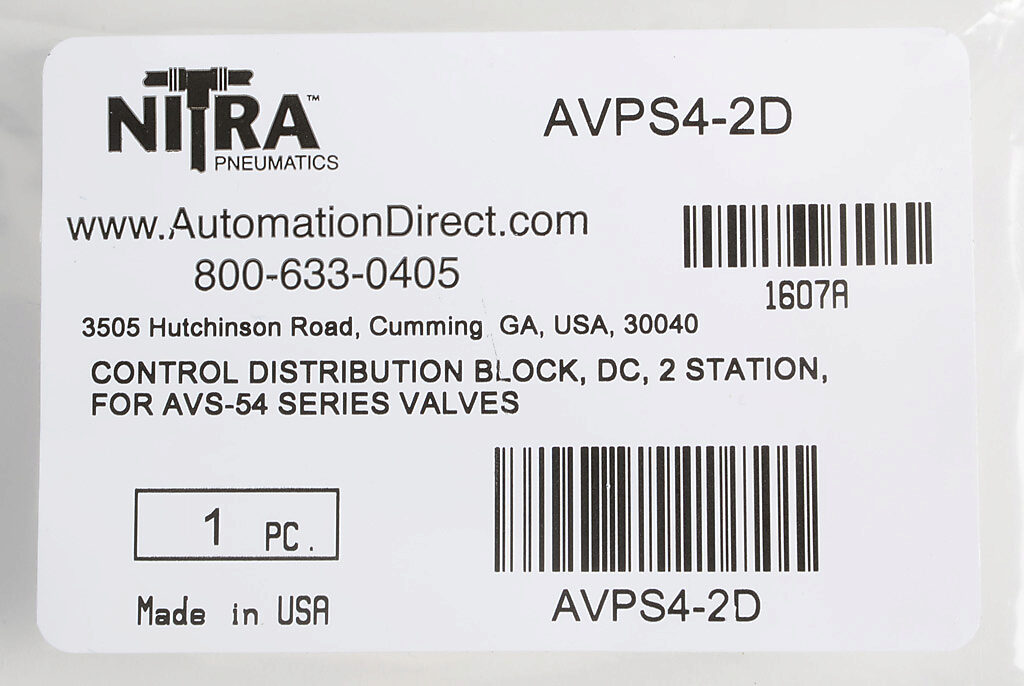 NITRA™
PNEUMATICS
AVPS4-2D
www.AutomationDirect.com
800-633-0405
1607A
3505 Hutchinson Road, Cumming GA, USA, 30040
CONTROL DISTRIBUTION BLOCK, DC, 2 STATION,
FOR AVS-54 SERIES VALVES
1 PC.
Made in USA
AVPS4-2D